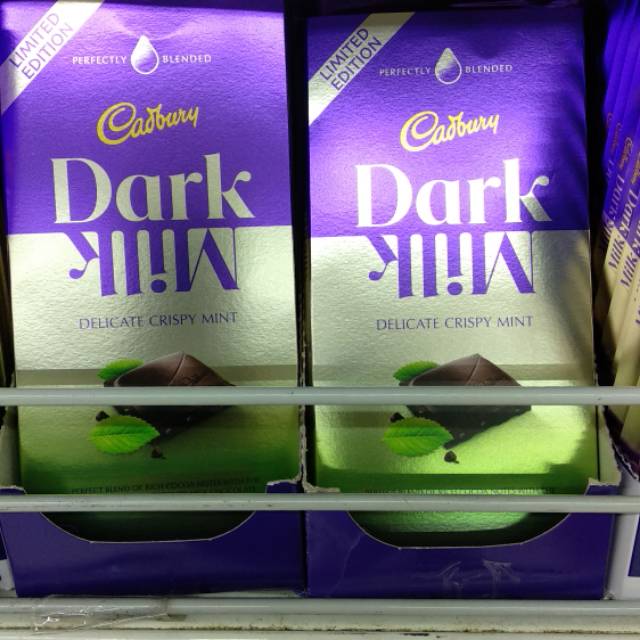 LIMITED
EDITION
PERFECTLY BLENDED
Cadbury
Dark
Milk
DELICATE CRISPY MINT
LIMITED
EDITION
PERFECTLY BLENDED
Cadbury
Dark
Milk
DELICATE CRISPY MINT